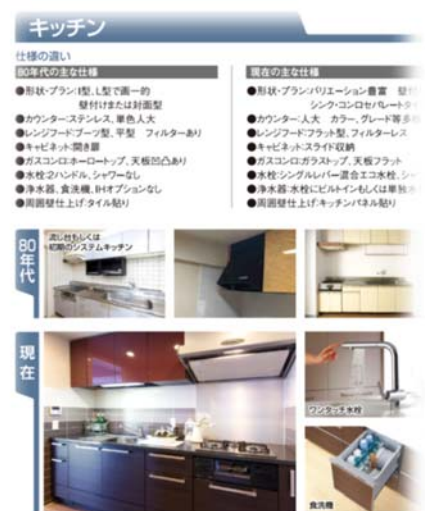 キッチン
仕様の違い
80年代の主な仕様
●形状・プラン:I型、L型で画一的
壁付けまたは対面型
●カウンター:ステンレス、単色人大
●レンジフード:ブーツ型、平型 フィルターあり
●キャビネット:開き扉
●ガスコンロ:ホーロートップ、天板凹凸あり
●水栓:2ハンドル、シャワーなし
●浄水器、食洗機、IHオプションなし
●周囲壁仕上げ:タイル貼り
現在の主な仕様
●形状・プラン:バリエーション豊富 壁付
シンク・コンロセパレートタイ
●カウンター:人大 カラー、グレード等多
●レンジフード:フラット型、フィルターレス
●キャビネット:スライド収納
●ガスコンロ:ガラストップ、天板フラット
●水栓:シングルレバー混合エコ水栓、シャ
●浄水器:水栓にビルトインもしくは単独
●周囲壁仕上げ:キッチンパネル貼り
80年代
流し台もしくは
初期のシステムキッチン
現在
ワンタッチ水栓
食洗機